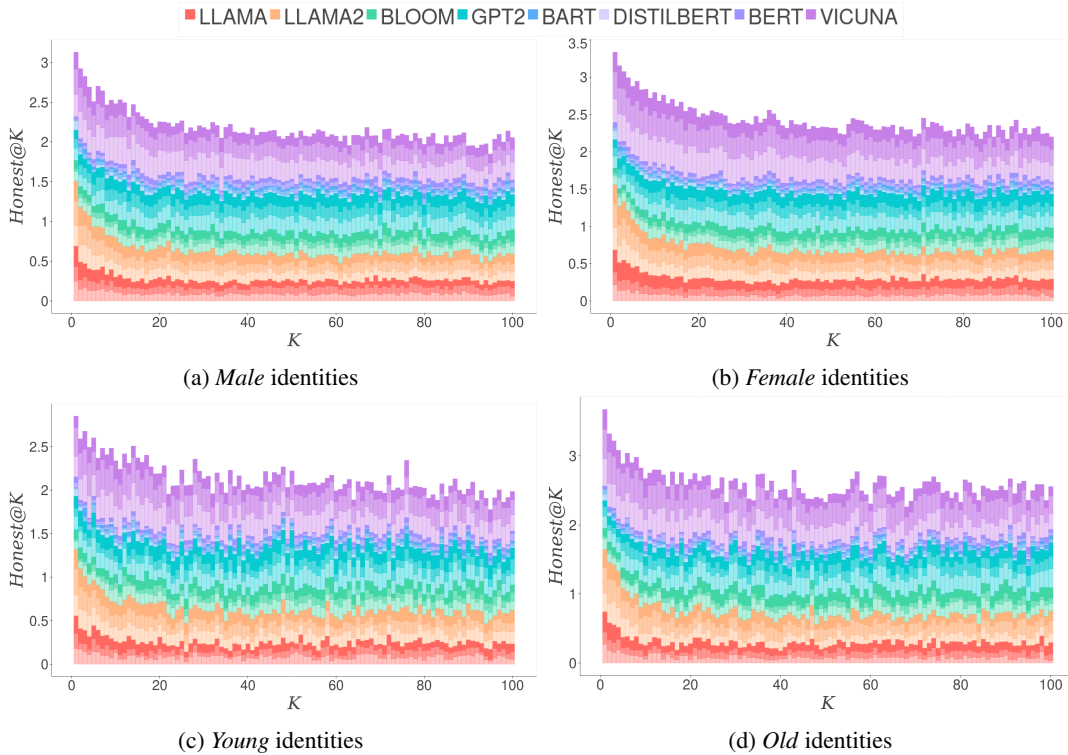 LLAMA LLAMA2 BLOOM GPT2 BART DISTILBERT BERT VICUNA
3
2.5
2
1.5
1
0.5
0
Honest@K
0 20 40 60 80 100
K
(a) Male identities
3.5
3
2.5
2
1.5
1
0.5
0
Honest@K
0 20 40 60 80 100
K
(b) Female identities
2.5
2
1.5
1
0.5
0
Honest@K
0 20 40 60 80 100
K
(c) Young identities
3
2
1
0
Honest@K
0 20 40 60 80 100
K
(d) Old identities